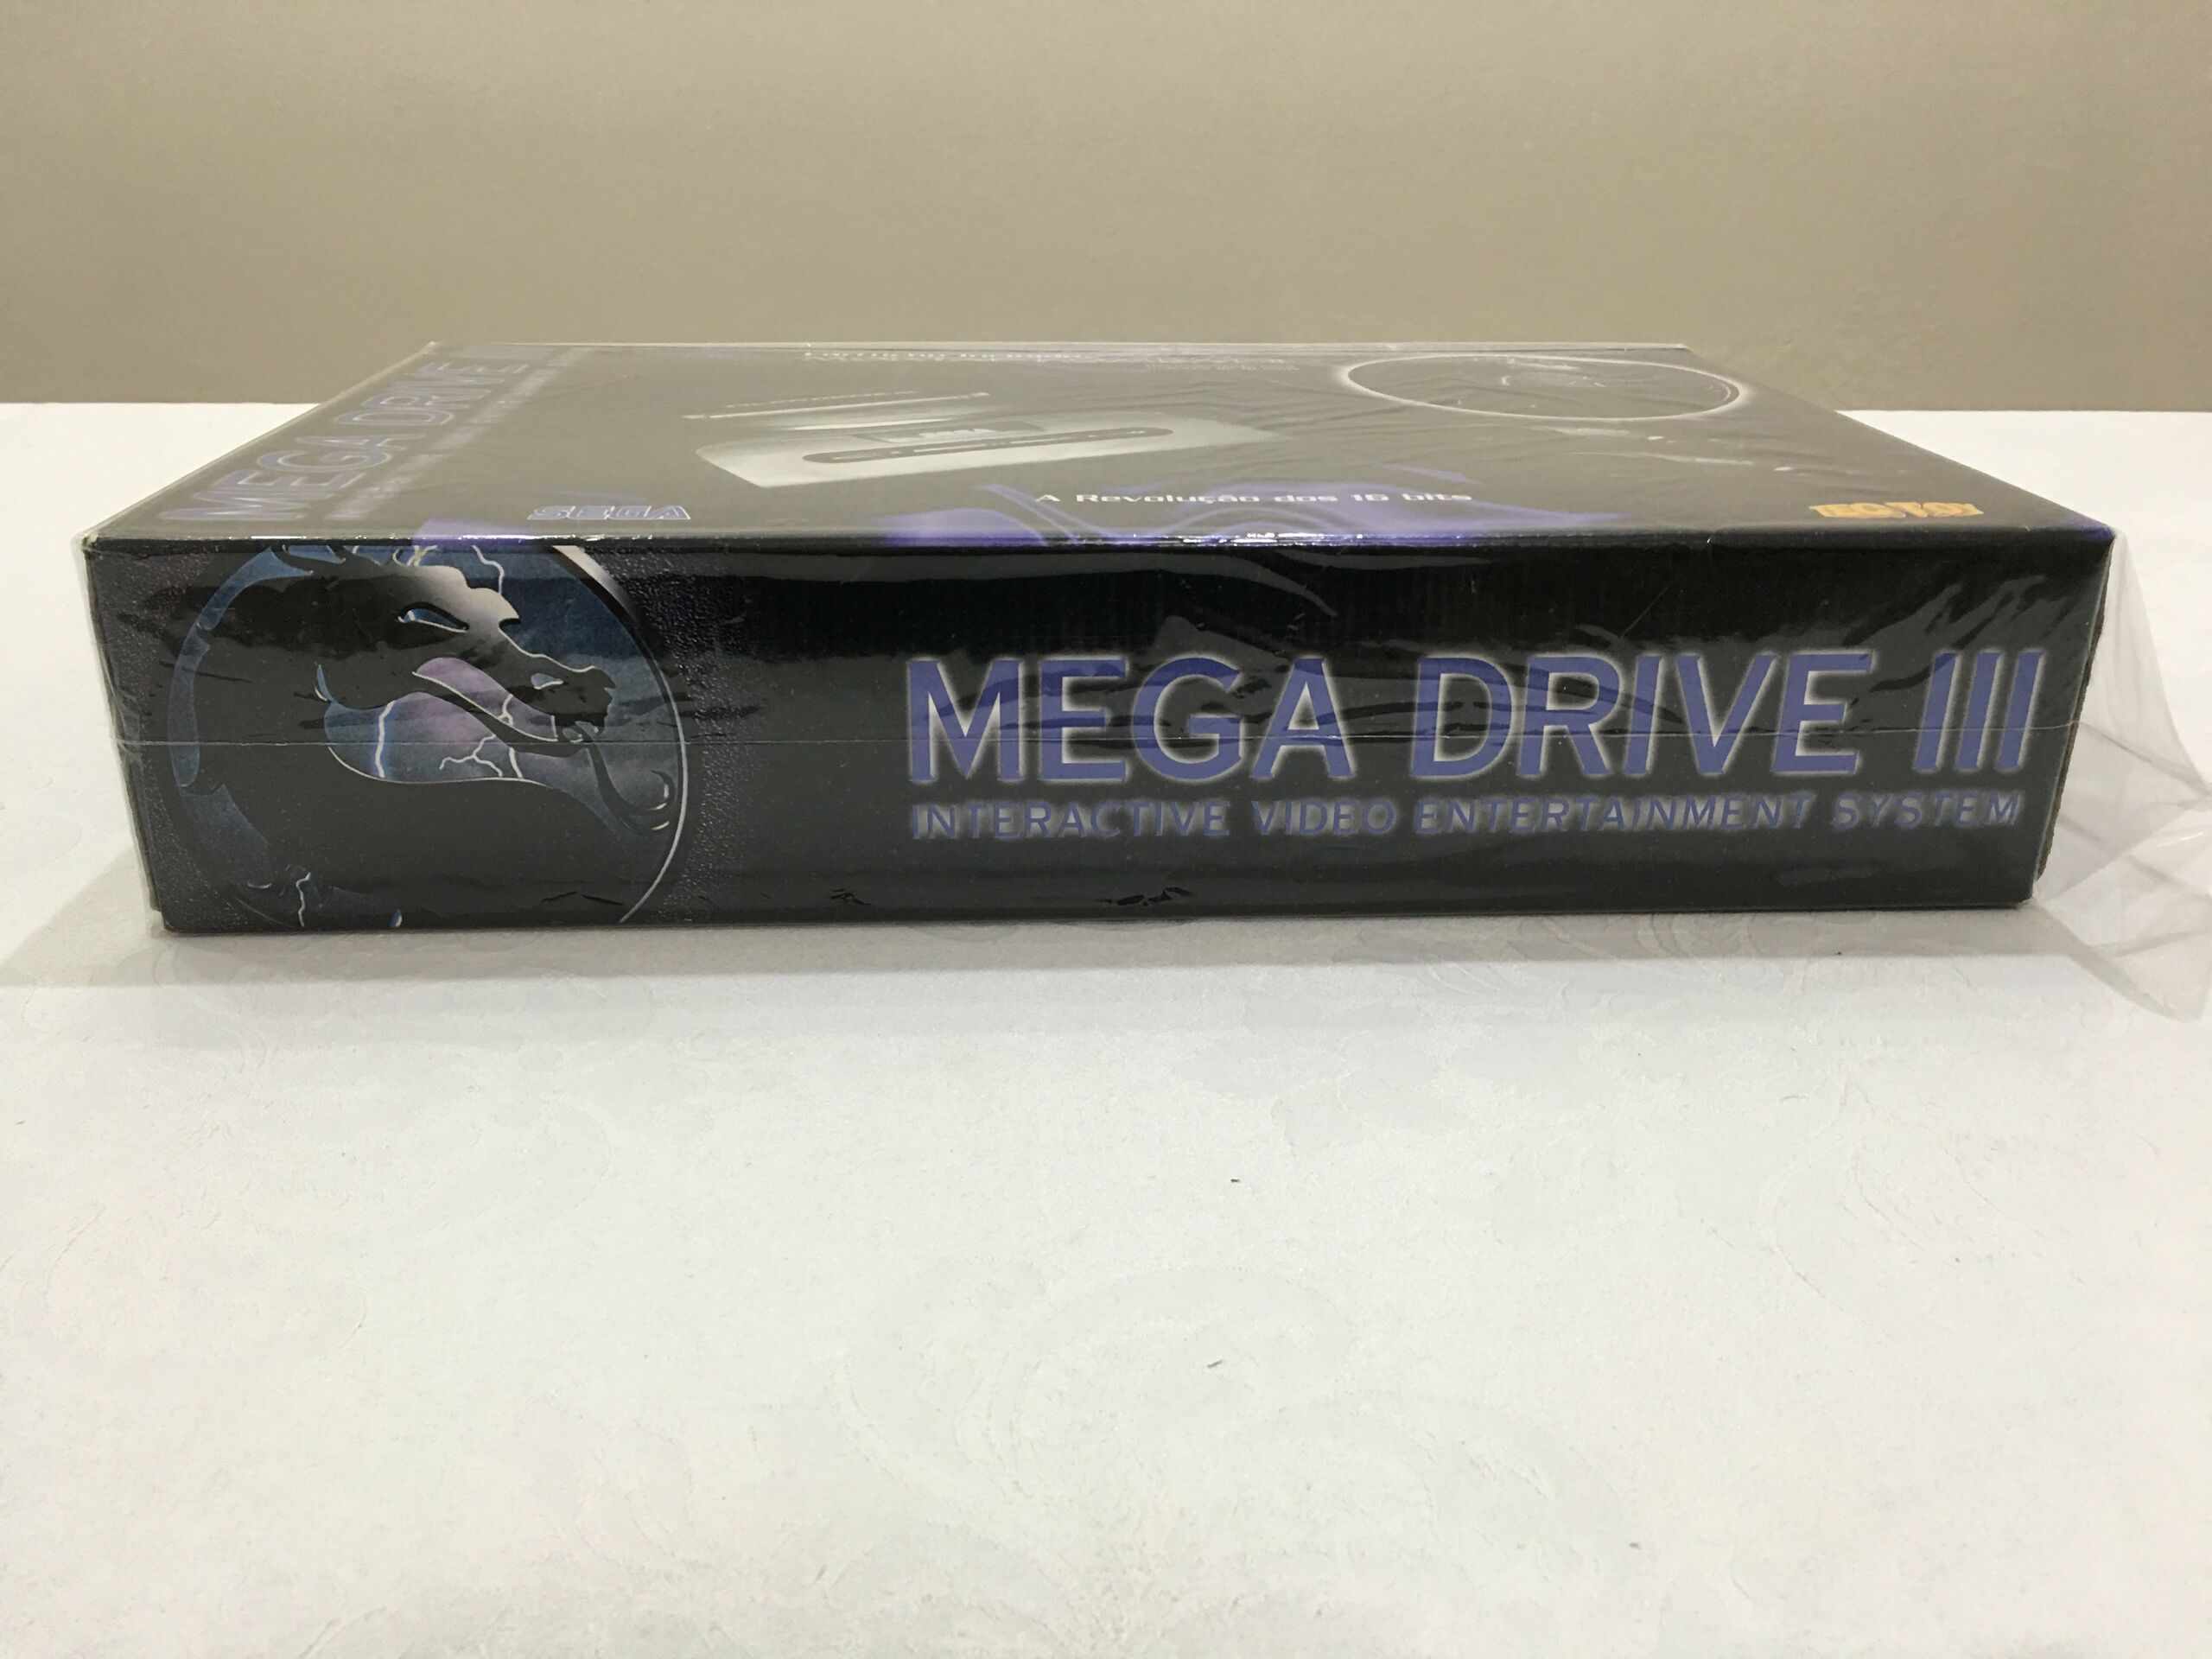 MEGA DRIVE
SEGA
A Revolução dos 16 bits
TEC TOY
MEGA DRIVE III
INTERACTIVE VIDEO ENTERTAINMENT SYSTEM